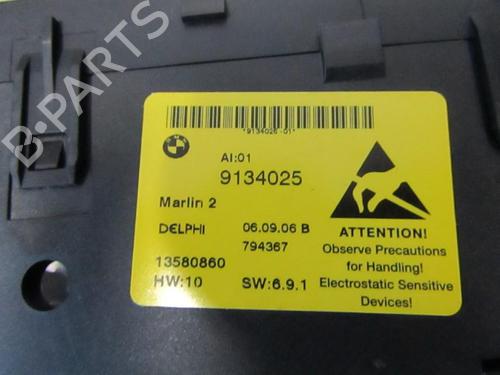 B-PARTS
*9134026-01*
AI:01
9134025
Marlin 2
DELPHI 06.09.06 B
794367
13580860
HW:10 SW:6.9.1
ATTENTION!
Observe Precautions
for Handling!
Electrostatic Sensitive
Devices!